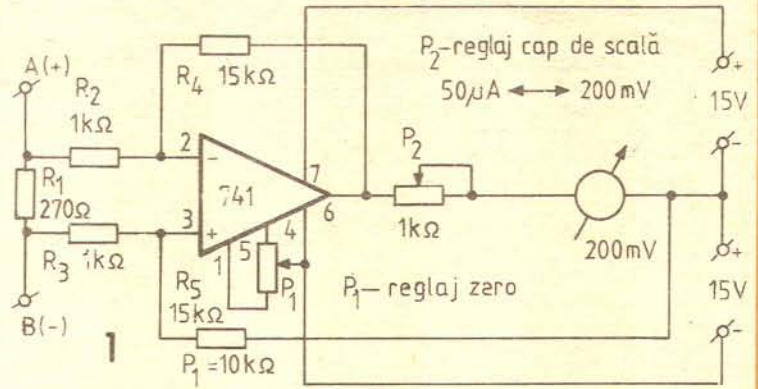 A(+)
R2
1kΩ
R4
15kΩ
P2-reglaj cap de scală
50μA ⟷ 200mV
+
15V
-
R1
270Ω
2
-
741
3
+
7
6
4
5
1
P2
1kΩ
200mV
R3
1kΩ
R5
15kΩ
P1
P1- reglaj zero
+
15V
-
B(-)
1
P1=10kΩ